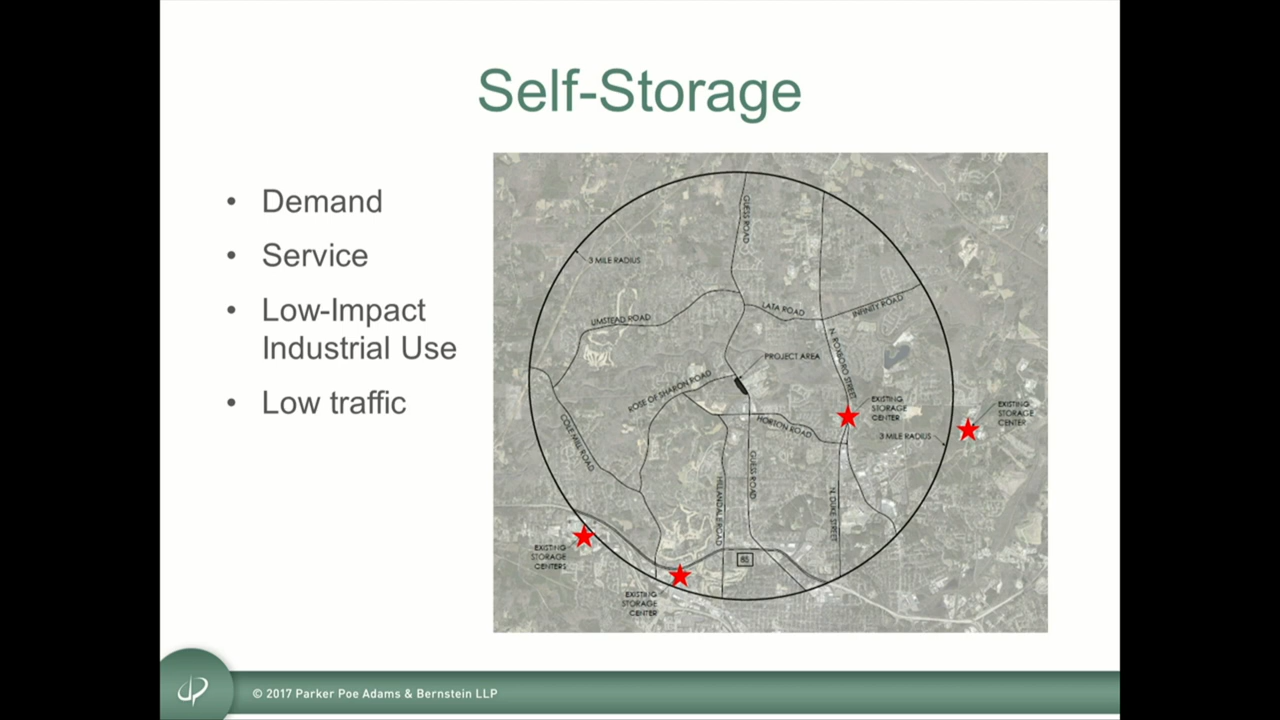 Self-Storage
• Demand
• Service
• Low-Impact
Industrial Use
• Low traffic
GUESS ROAD
3 MILE RADIUS
LATA ROAD
INFINITY ROAD
UMSTEAD ROAD
N. ROXBORO STREET
PROJECT AREA
ROSE OF SHARON ROAD
EXISTING
STORAGE
CENTER
EXISTING
STORAGE
CENTER
HORTON ROAD
3 MILE RADIUS
COLE MILL ROAD
GUESS ROAD
HILLANDALE ROAD
N. DUKE STREET
EXISTING
STORAGE
CENTERS
85
EXISTING
STORAGE
CENTER
© 2017 Parker Poe Adams & Bernstein LLP